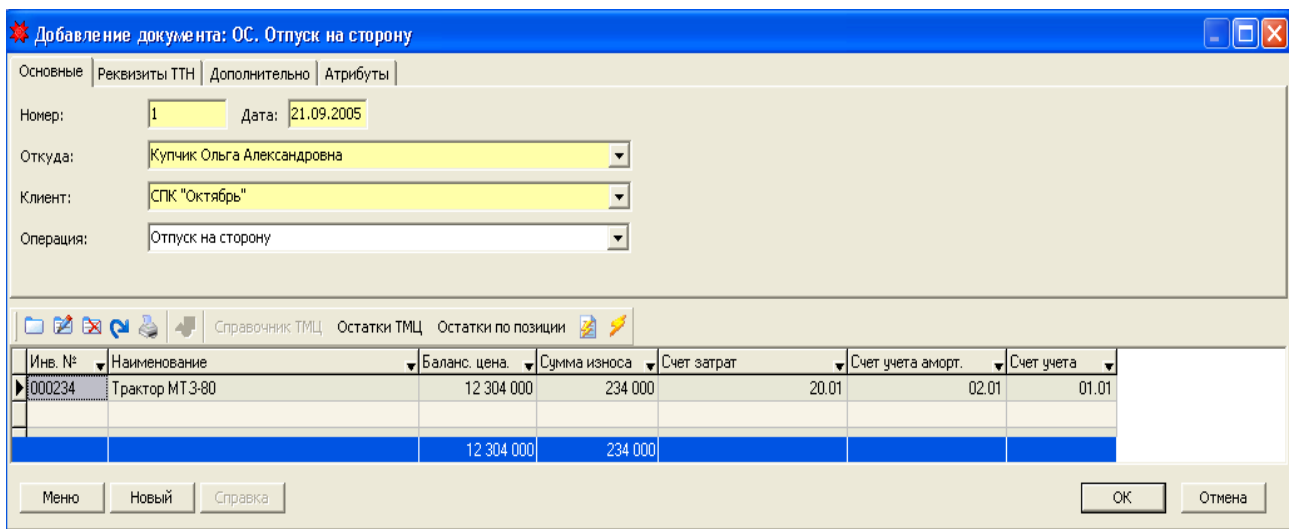 Добавление документа: ОС. Отпуск на сторону
Основные Реквизиты ТТН Дополнительно Атрибуты
Номер: 1 Дата: 21.09.2005
Откуда: Купчик Ольга Александровна
Клиент: СПК "Октябрь"
Операция: Отпуск на сторону
Справочник ТМЦ Остатки ТМЦ Остатки по позиции
Инв. № Наименование Баланс. цена. Сумма износа Счет затрат Счет учета аморт. Счет учета
000234 Трактор МТЗ-80 12 304 000 234 000 20.01 02.01 01.01
12 304 000 234 000
Меню Новый Справка OK Отмена